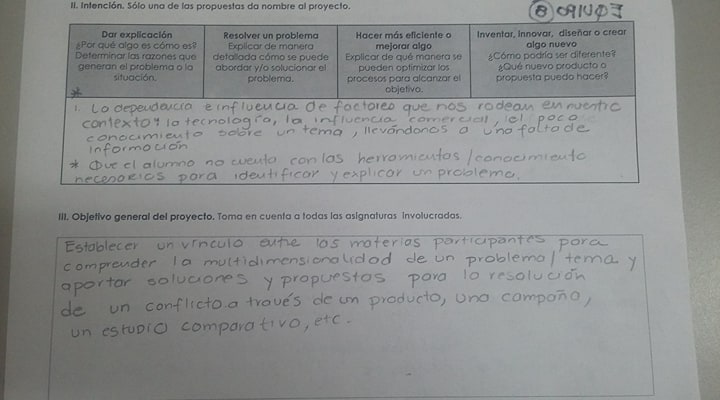 II. Intención. Sólo una de las propuestas da nombre al proyecto.
8
Dar explicación
¿Por qué algo es cómo es?
Determinar las razones que
generan el problema o la
situación.
Resolver un problema
Explicar de manera
detallada cómo se puede
abordar y/o solucionar el
problema.
Hacer más eficiente o
mejorar algo
Explicar de qué manera se
pueden optimizar los
procesos para alcanzar el
objetivo.
Inventar, innovar, diseñar o crear
algo nuevo
¿Cómo podría ser diferente?
¿Qué nuevo producto o
propuesta puedo hacer?
*
1. La dependencia e influencia de factores que nos rodean en nuestro
contexto: la tecnología, la influencia comercial, el poco
conocimiento sobre un tema, llevándonos a una falta de
información
* Que el alumno no cuenta con las herramientas / conocimiento
necesarios para identificar y explicar un problema.
III. Objetivo general del proyecto. Toma en cuenta a todas las asignaturas involucradas.
Establecer un vínculo entre las materias participantes para
comprender la multidimensionalidad de un problema / tema y
aportar soluciones y propuestas para la resolución
de un conflicto a través de un producto, una campaña,
un estudio comparativo, etc.